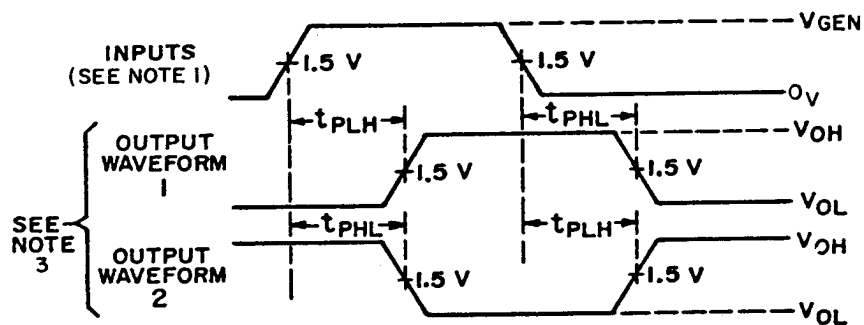 VGEN
INPUTS
(SEE NOTE 1)
1.5 V
1.5 V
0V
tPLH
tPHL
VOH
OUTPUT
WAVEFORM
1
1.5 V
1.5 V
VOL
SEE
NOTE
3
tPHL
tPLH
VOH
OUTPUT
WAVEFORM
2
1.5 V
1.5 V
VOL